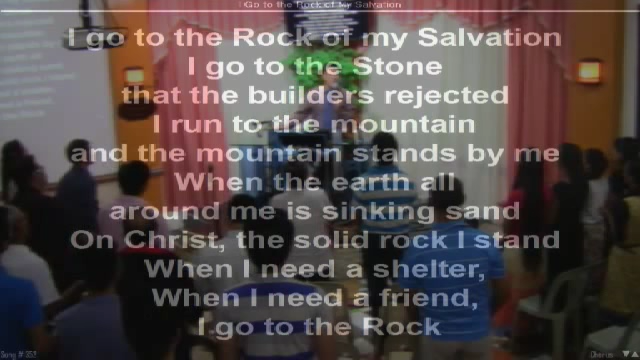 I Go to the Rock of My Salvation
I go to the Rock of my Salvation
I go to the Stone
that the builders rejected
I run to the mountain
and the mountain stands by me
When the earth all
around me is sinking sand
On Christ, the solid rock I stand
When I need a shelter,
When I need a friend,
I go to the Rock
Chorus